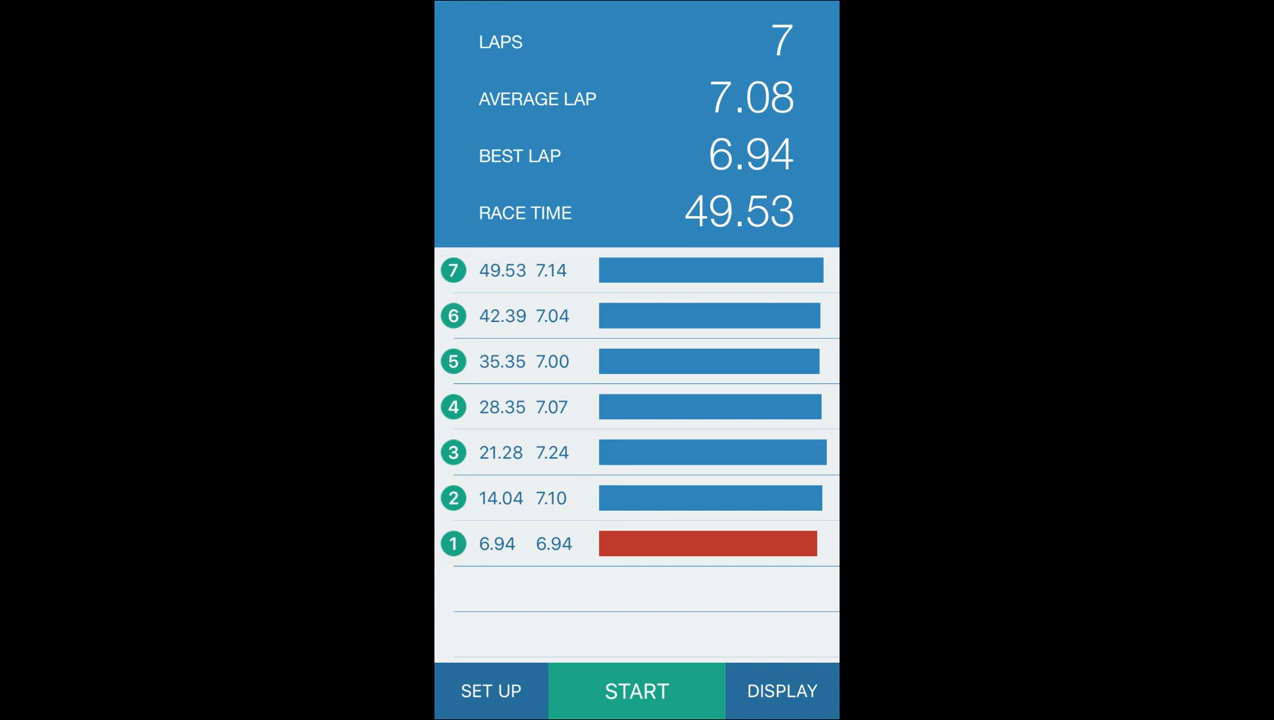 LAPS 7
AVERAGE LAP 7.08
BEST LAP 6.94
RACE TIME 49.53
7 49.53 7.14
6 42.39 7.04
5 35.35 7.00
4 28.35 7.07
3 21.28 7.24
2 14.04 7.10
1 6.94 6.94
SET UP START DISPLAY